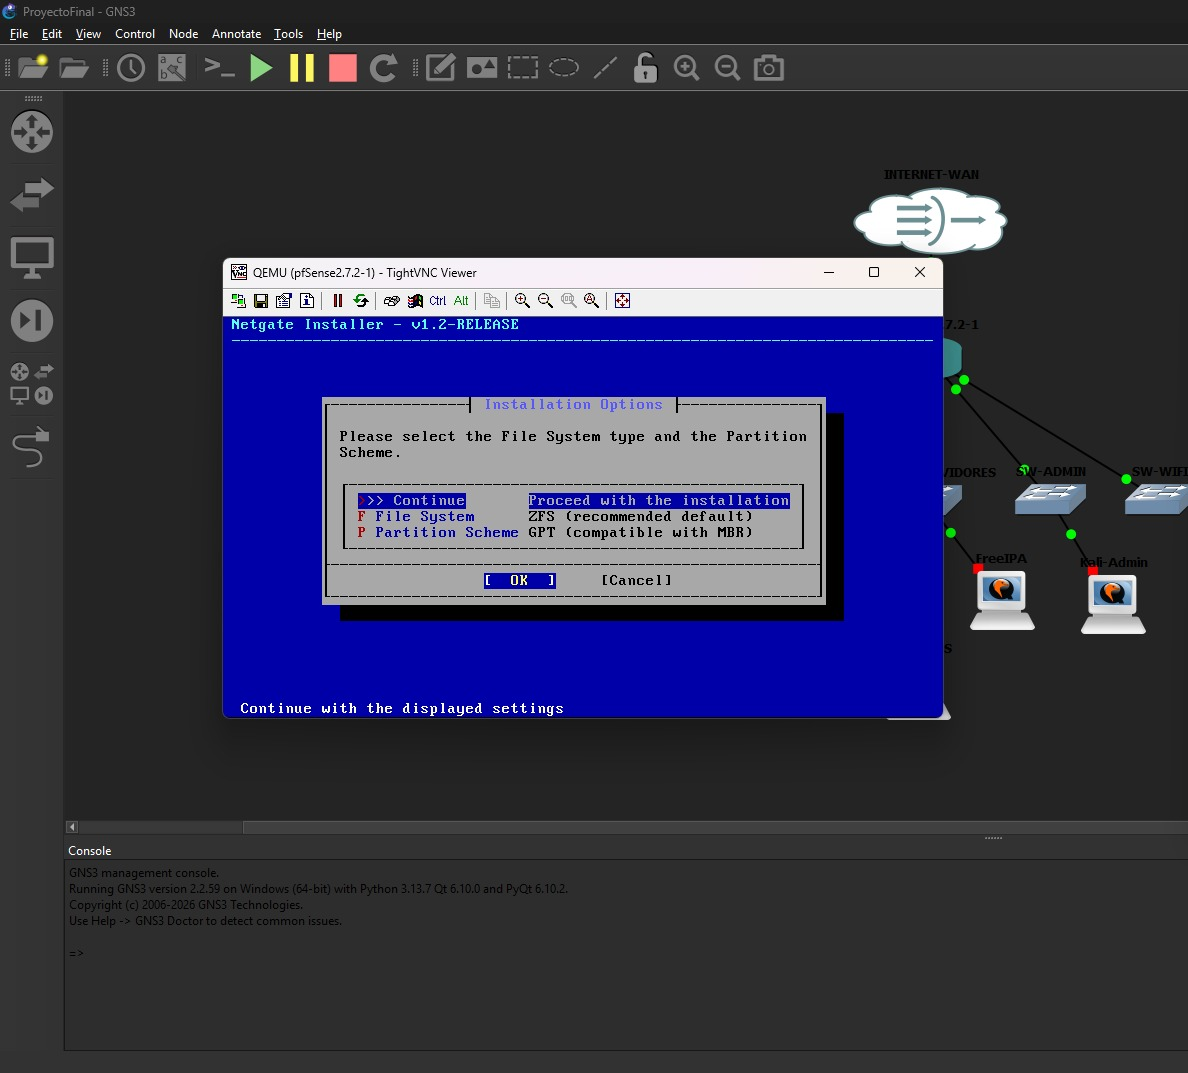 ProyectoFinal - GNS3
File Edit View Control Node Annotate Tools Help
INTERNET-WAN
QEMU (pfSense2.7.2-1) - TightVNC Viewer
Ctrl Alt
Netgate Installer - v1.2-RELEASE
7.2-1
Installation Options
Please select the File System type and the Partition
Scheme.
>>> Continue Proceed with the installation
F File System ZFS (recommended default)
P Partition Scheme GPT (compatible with MBR)
[ OK ] [Cancel]
VIDORES
SW-ADMIN
SW-WIFI
FreeIPA
Kali-Admin
S
Continue with the displayed settings
Console
GNS3 management console.
Running GNS3 version 2.2.59 on Windows (64-bit) with Python 3.13.7 Qt 6.10.0 and PyQt 6.10.2.
Copyright (c) 2006-2026 GNS3 Technologies.
Use Help -> GNS3 Doctor to detect common issues.
=>